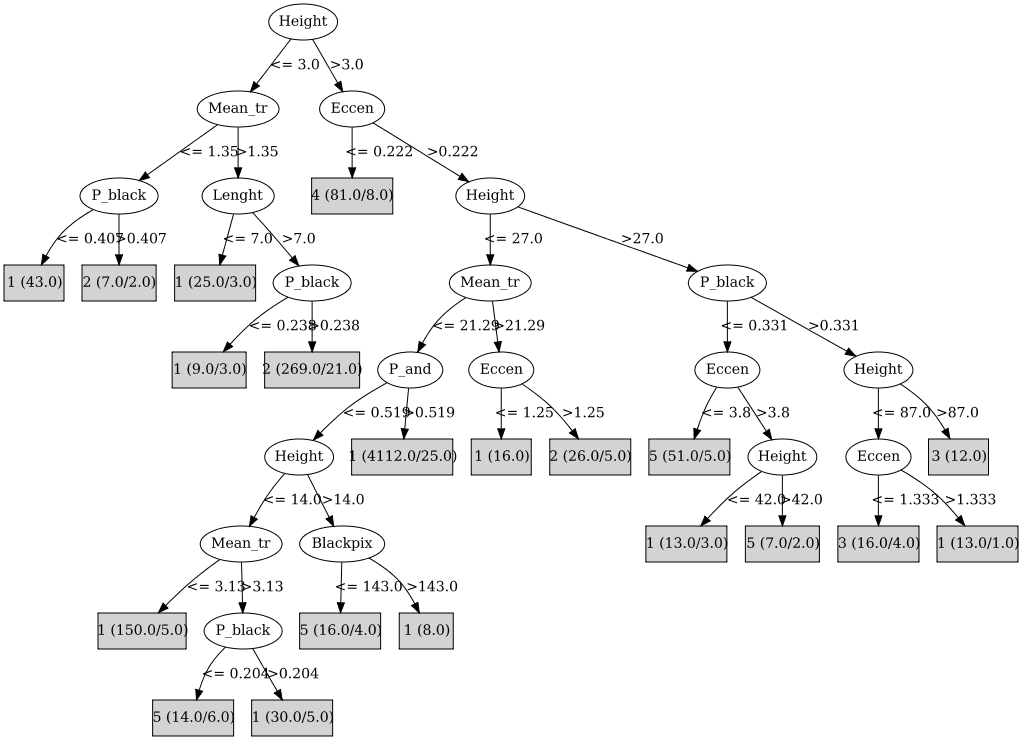 Height
<= 3.0 >3.0
Mean_tr Eccen
<= 1.35 >1.35 <= 0.222 >0.222
P_black Lenght 4 (81.0/8.0) Height
<= 0.407 >0.407 <= 7.0 >7.0 <= 27.0 >27.0
1 (43.0) 2 (7.0/2.0) 1 (25.0/3.0) P_black Mean_tr P_black
<= 0.238 >0.238 <= 21.29 >21.29 <= 0.331 >0.331
1 (9.0/3.0) 2 (269.0/21.0) P_and Eccen Eccen Height
<= 0.519 >0.519 <= 1.25 >1.25 <= 3.8 >3.8 <= 87.0 >87.0
Height 1 (4112.0/25.0) 1 (16.0) 2 (26.0/5.0) 5 (51.0/5.0) Height Eccen 3 (12.0)
<= 14.0 >14.0 <= 42.0 >42.0 <= 1.333 >1.333
Mean_tr Blackpix 1 (13.0/3.0) 5 (7.0/2.0) 3 (16.0/4.0) 1 (13.0/1.0)
<= 3.13 >3.13 <= 143.0 >143.0
1 (150.0/5.0) P_black 5 (16.0/4.0) 1 (8.0)
<= 0.204 >0.204
5 (14.0/6.0) 1 (30.0/5.0)